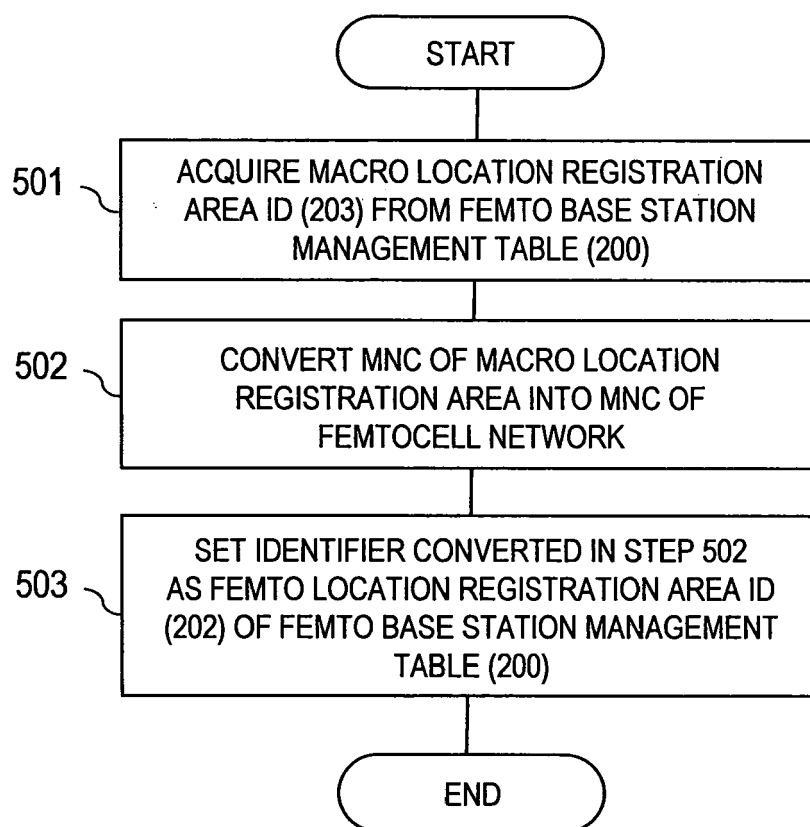 START
501
ACQUIRE MACRO LOCATION REGISTRATION
AREA ID (203) FROM FEMTO BASE STATION
MANAGEMENT TABLE (200)
502
CONVERT MNC OF MACRO LOCATION
REGISTRATION AREA INTO MNC OF
FEMTOCELL NETWORK
503
SET IDENTIFIER CONVERTED IN STEP 502
AS FEMTO LOCATION REGISTRATION AREA ID
(202) OF FEMTO BASE STATION MANAGEMENT
TABLE (200)
END